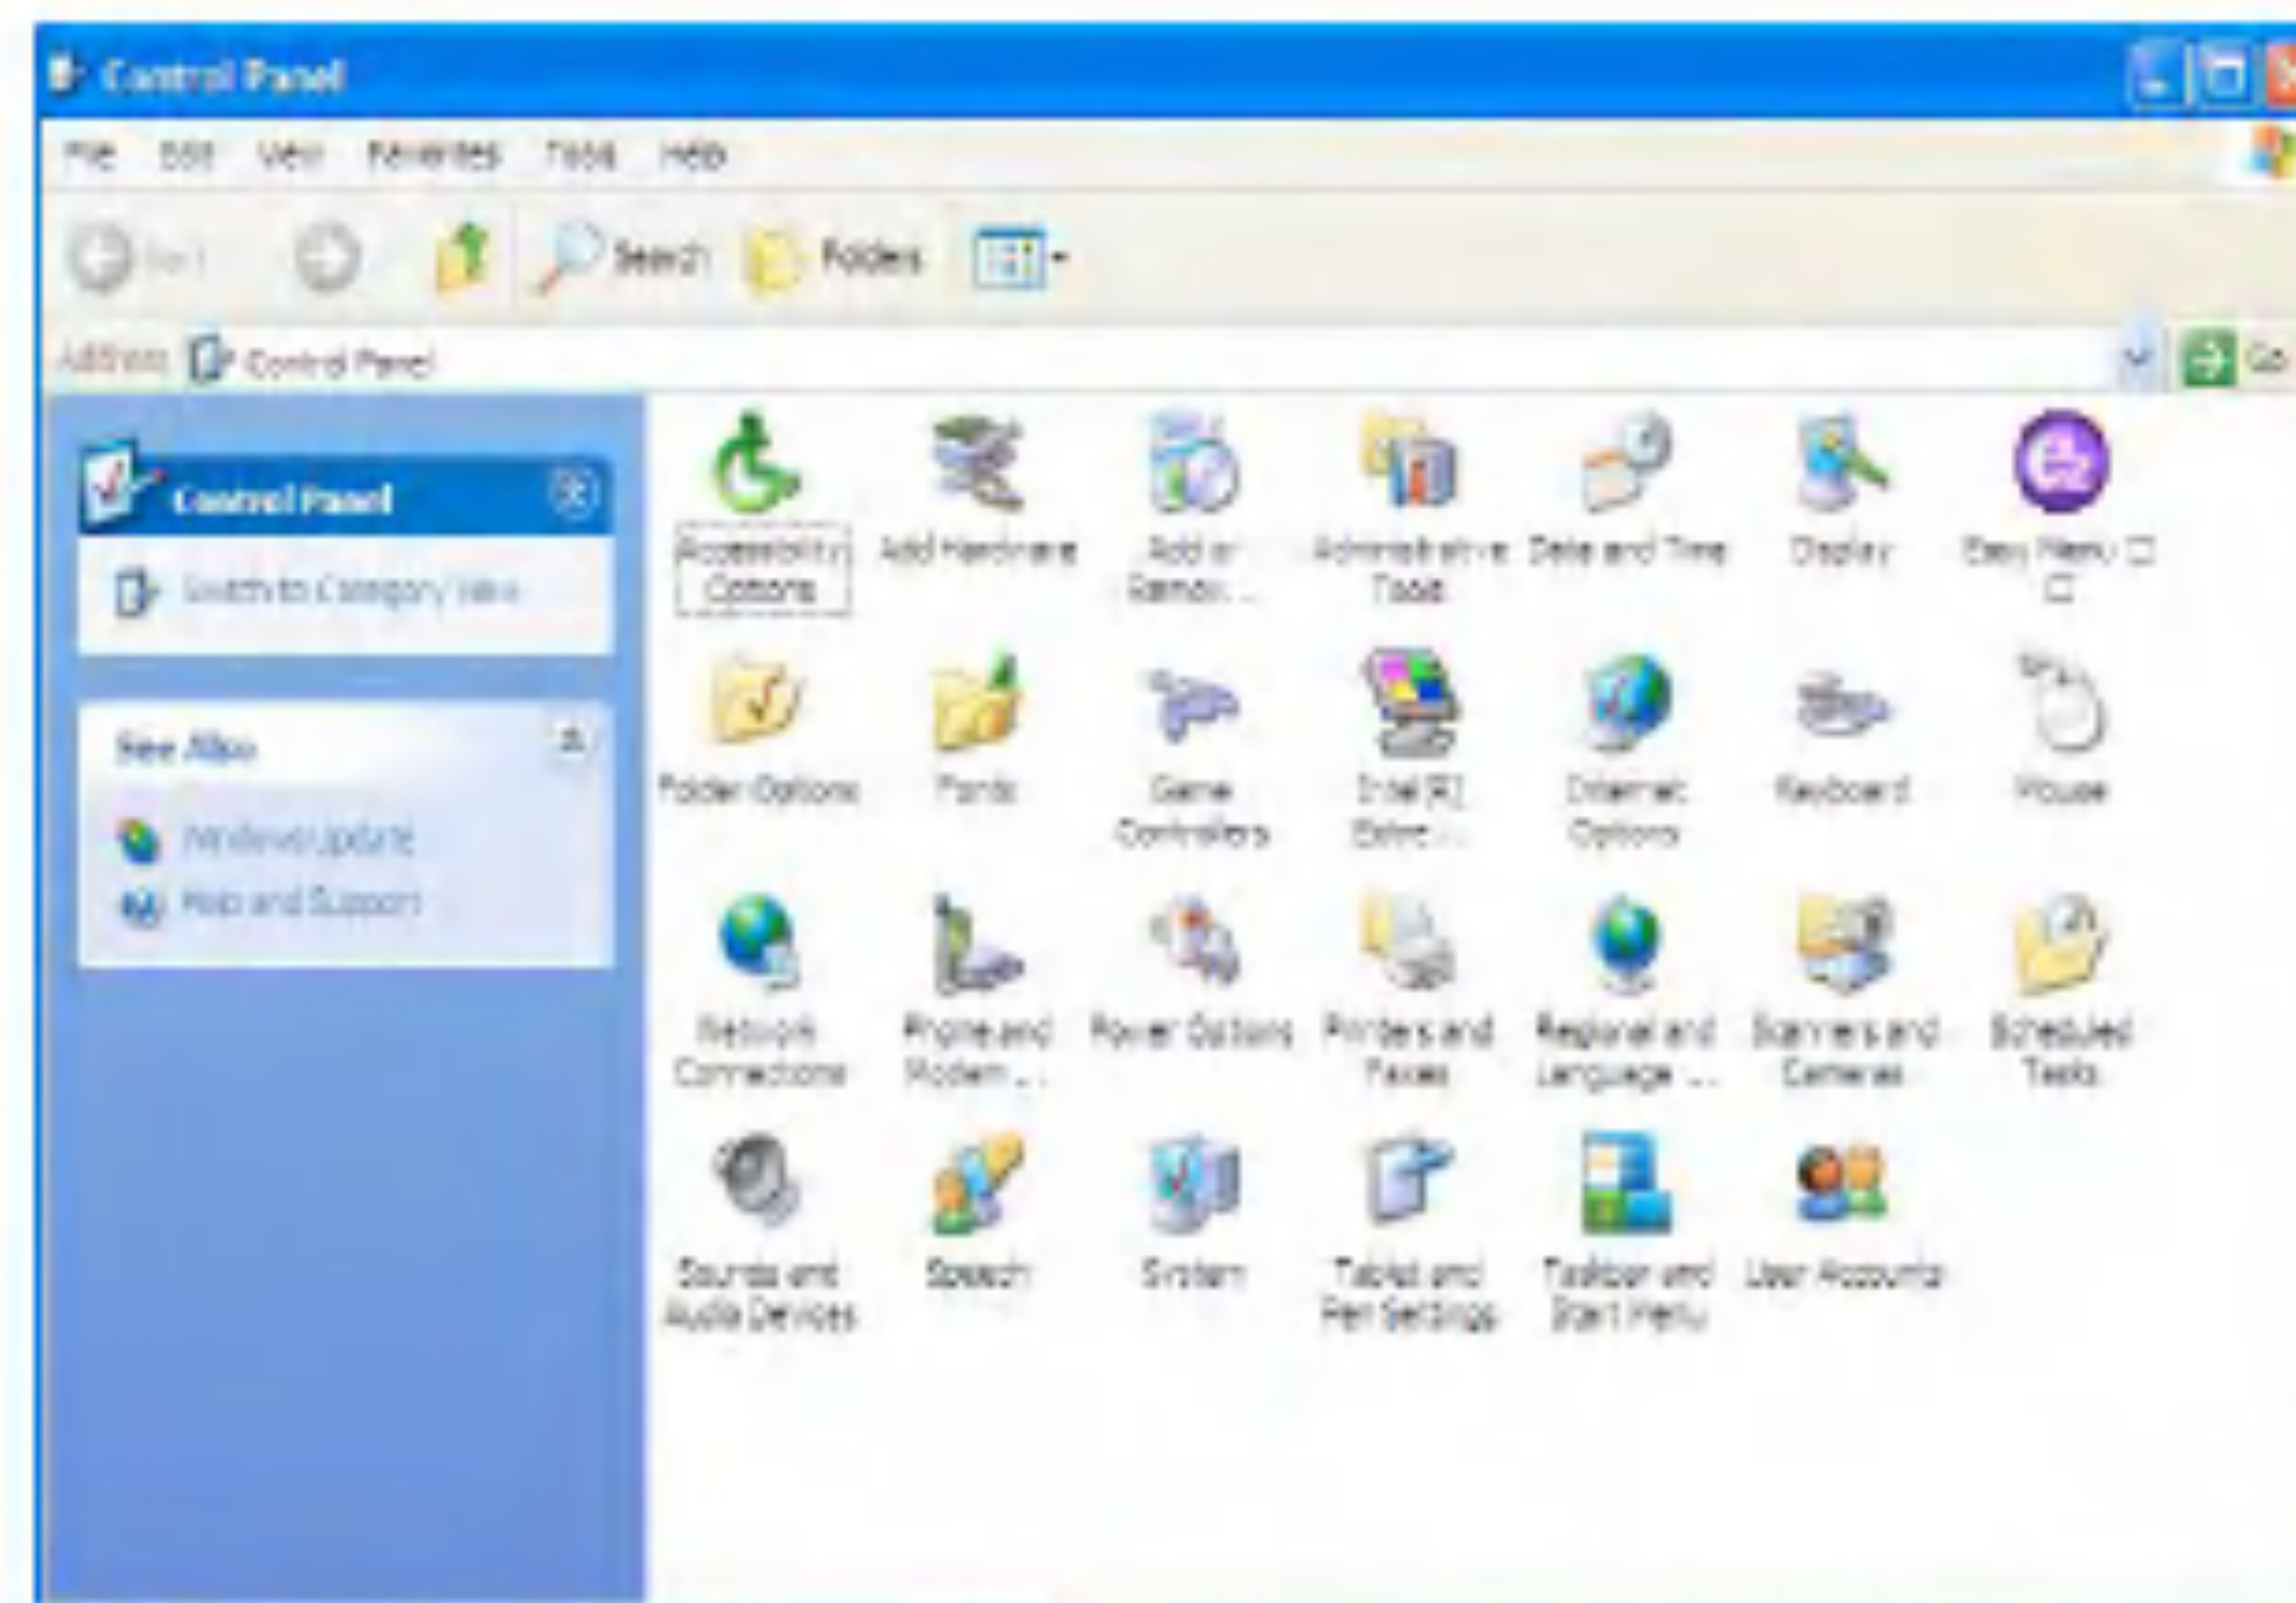 Control Panel
File Edit View Favorites Tools Help
Back Search Folders
Address Control Panel Go
Control Panel
Switch to Category View
See Also
Windows Update
Help and Support
Accessibility
Options
Add Hardware
Add or
Remov...
Administrative
Tools
Date and Time
Display
Easy Menu □
□
Folder Options
Fonts
Game
Controllers
Intel(R)
Extre...
Internet
Options
Keyboard
Mouse
Network
Connections
Phone and
Modem ...
Power Options
Printers and
Faxes
Regional and
Language ...
Scanners and
Cameras
Scheduled
Tasks
Sounds and
Audio Devices
Speech
System
Tablet and
Pen Settings
Taskbar and
Start Menu
User Accounts